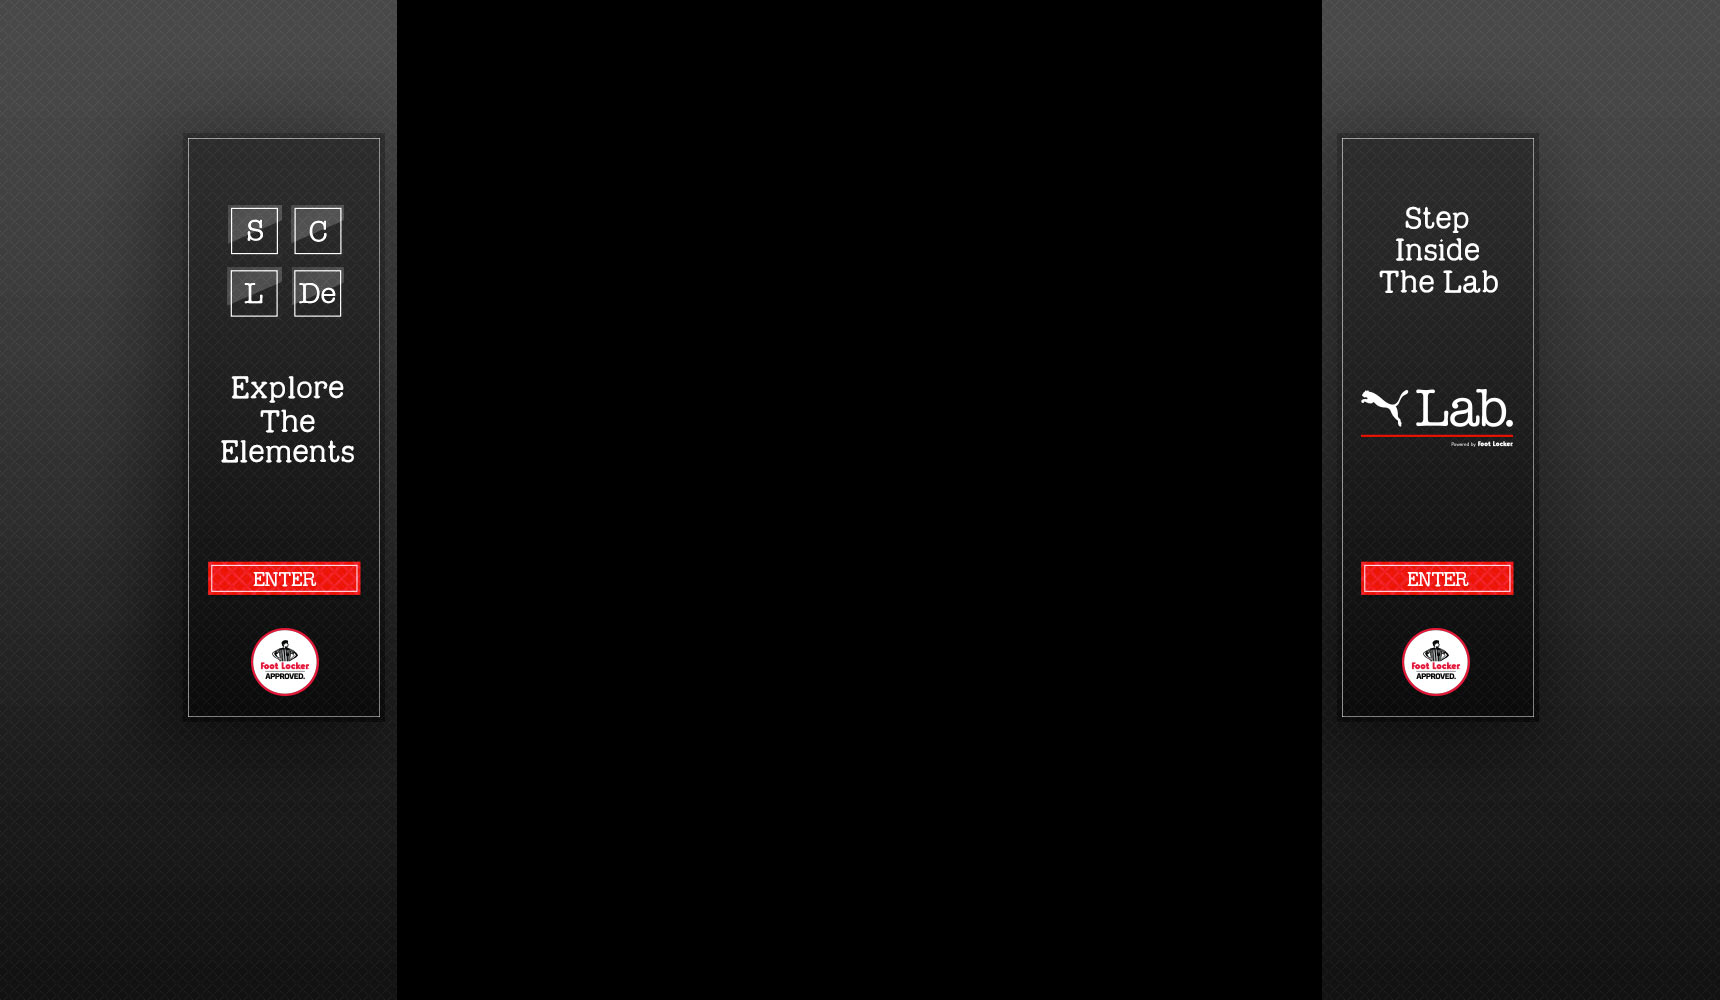 S C
L De
Explore
The
Elements
ENTER
Foot Locker
APPROVED.
Step
Inside
The Lab
Lab.
Powered by Foot Locker
ENTER
Foot Locker
APPROVED.